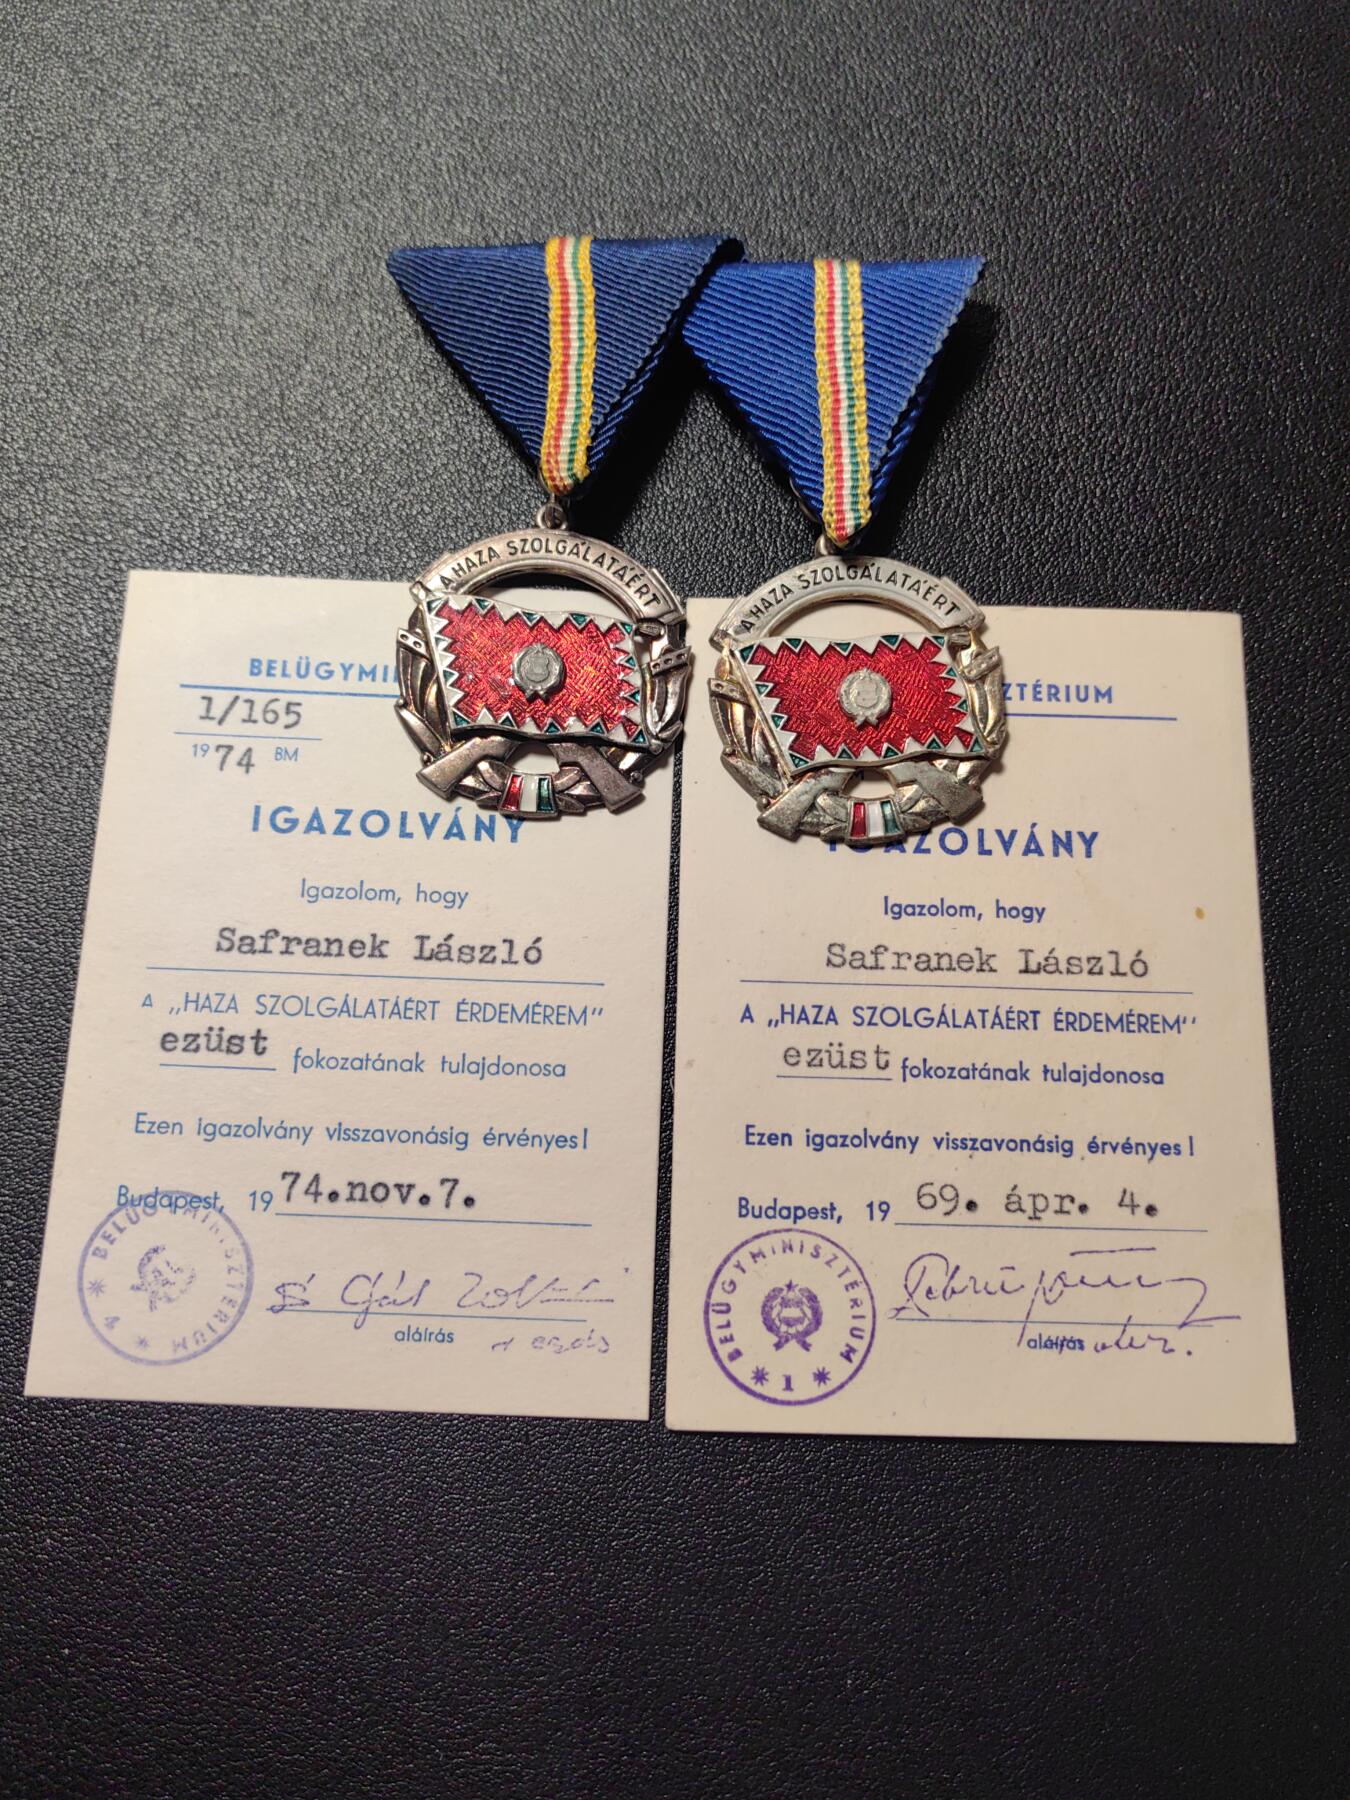 A HAZA SZOLGÁLATÁÉRT
A HAZA SZOLGÁLATÁÉRT
1/165
1974 BM
IGAZOLVÁNY
Igazolom, hogy
Safranek László
A „HAZA SZOLGÁLATÁÉRT ÉRDEMÉREM"
ezüst fokozatának tulajdonosa
Ezen igazolvány visszavonásig érvényes!
Budapest, 1974.nov.7.
BELÜGYMINISZTÉRIUM
4
aláírás
IGAZOLVÁNY
Igazolom, hogy
Safranek László
A „HAZA SZOLGÁLATÁÉRT ÉRDEMÉREM"
ezüst fokozatának tulajdonosa
Ezen igazolvány visszavonásig érvényes!
Budapest, 1969. ápr. 4.
BELÜGYMINISZTÉRIUM
1
aláírás